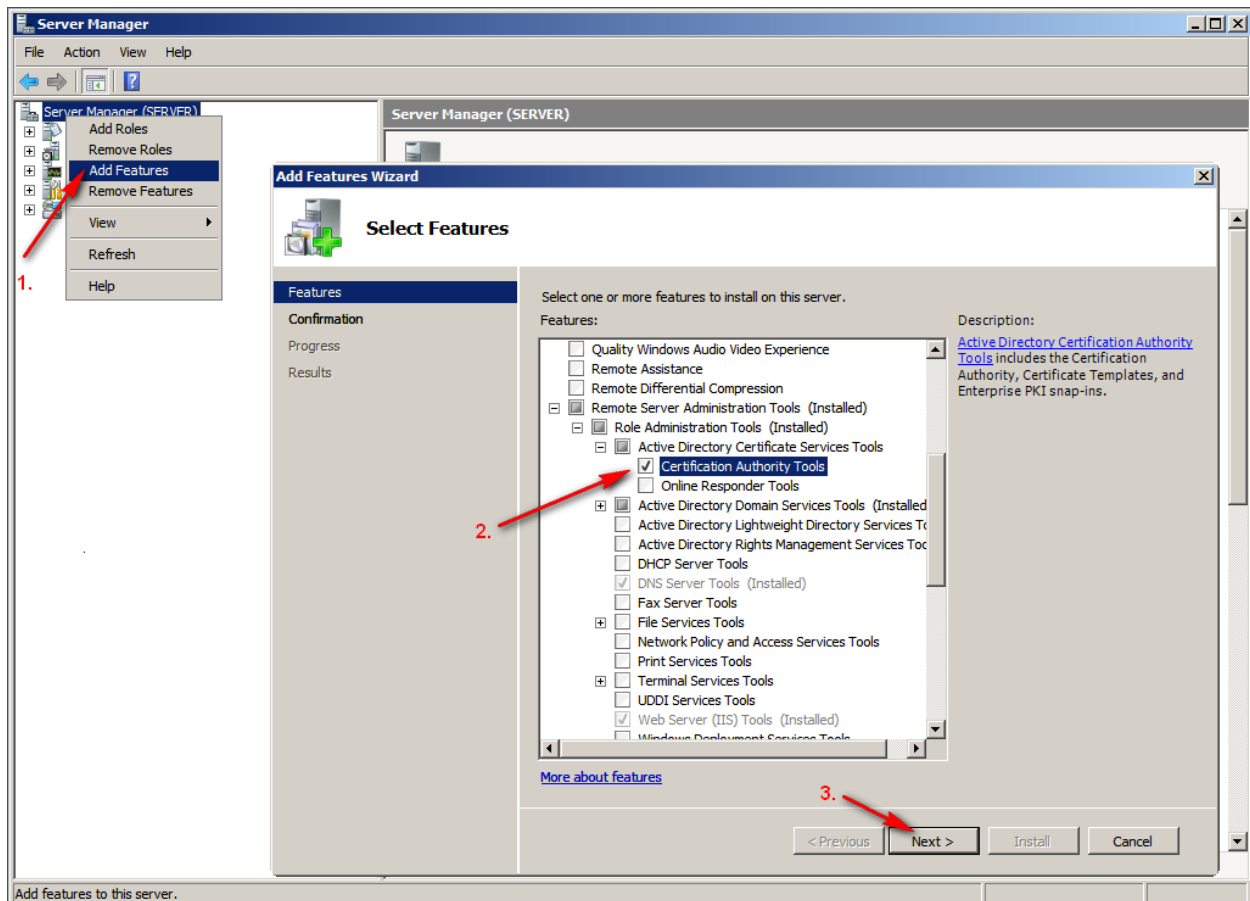 Server Manager
File Action View Help
Server Manager (SERVER)
Server Manager (SERVER)
Add Roles
Remove Roles
Add Features
Remove Features
View
Refresh
Help
1.
Add Features Wizard
Select Features
Features
Confirmation
Progress
Results
Select one or more features to install on this server.
Features:
Quality Windows Audio Video Experience
Remote Assistance
Remote Differential Compression
Remote Server Administration Tools (Installed)
Role Administration Tools (Installed)
Active Directory Certificate Services Tools
Certification Authority Tools
Online Responder Tools
Active Directory Domain Services Tools (Installed
Active Directory Lightweight Directory Services To
Active Directory Rights Management Services Too
DHCP Server Tools
DNS Server Tools (Installed)
Fax Server Tools
File Services Tools
Network Policy and Access Services Tools
Print Services Tools
Terminal Services Tools
UDDI Services Tools
Web Server (IIS) Tools (Installed)
Windows Deployment Services Tools
2.
Description:
Active Directory Certification Authority
Tools includes the Certification
Authority, Certificate Templates, and
Enterprise PKI snap-ins.
More about features
3.
< Previous
Next >
Install
Cancel
Add features to this server.